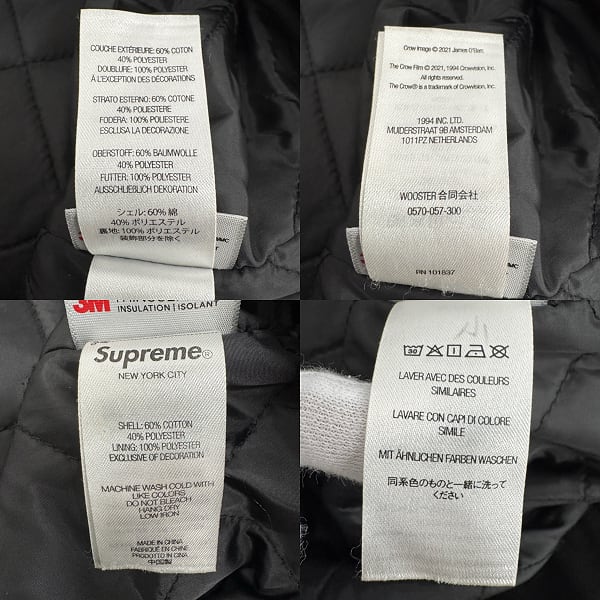 COUCHE EXTÉRIEURE: 60% COTON
40% POLYESTER
DOUBLURE: 100% POLYESTER
À L'EXCEPTION DES DÉCORATIONS
STRATO ESTERNO: 60% COTONE
40% POLIESTERE
FODERA: 100% POLIESTERE
ESCLUSA LA DECORAZIONE
OBERSTOFF: 60% BAUMWOLLE
40% POLYESTER
FUTTER: 100% POLYESTER
AUSSCHLIEßLICH DEKORATION
シェル: 60% 綿
40% ポリエステル
裏地: 100% ポリエステル
装飾部分を除く
Crow image © 2021 James O'Barr.
The Crow Film © 2021, 1994 Crowvision, Inc.
All Rights Reserved.
The Crow® is a trademark of Crowvision, Inc.
1994 INC. LTD.
MUIDERSTRAAT 9B AMSTERDAM
1011PZ NETHERLANDS
WOOSTER 合同会社
0570-057-300
RN 101837
3M
INSULATION | ISOLANT
Supreme®
NEW YORK CITY
SHELL: 60% COTTON
40% POLYESTER
LINING: 100% POLYESTER
EXCLUSIVE OF DECORATION
MACHINE WASH COLD WITH
LIKE COLORS
DO NOT BLEACH
HANG DRY
LOW IRON
MADE IN CHINA
FABRIQUÉ EN CHINE
PRODOTTO IN CINA
中国製
30
LAVER AVEC DES COULEURS
SIMILAIRES
LAVARE CON CAPI DI COLORE
SIMILE
MIT ÄHNLICHEN FARBEN WASCHEN
同系色のものと一緒に洗って
ください